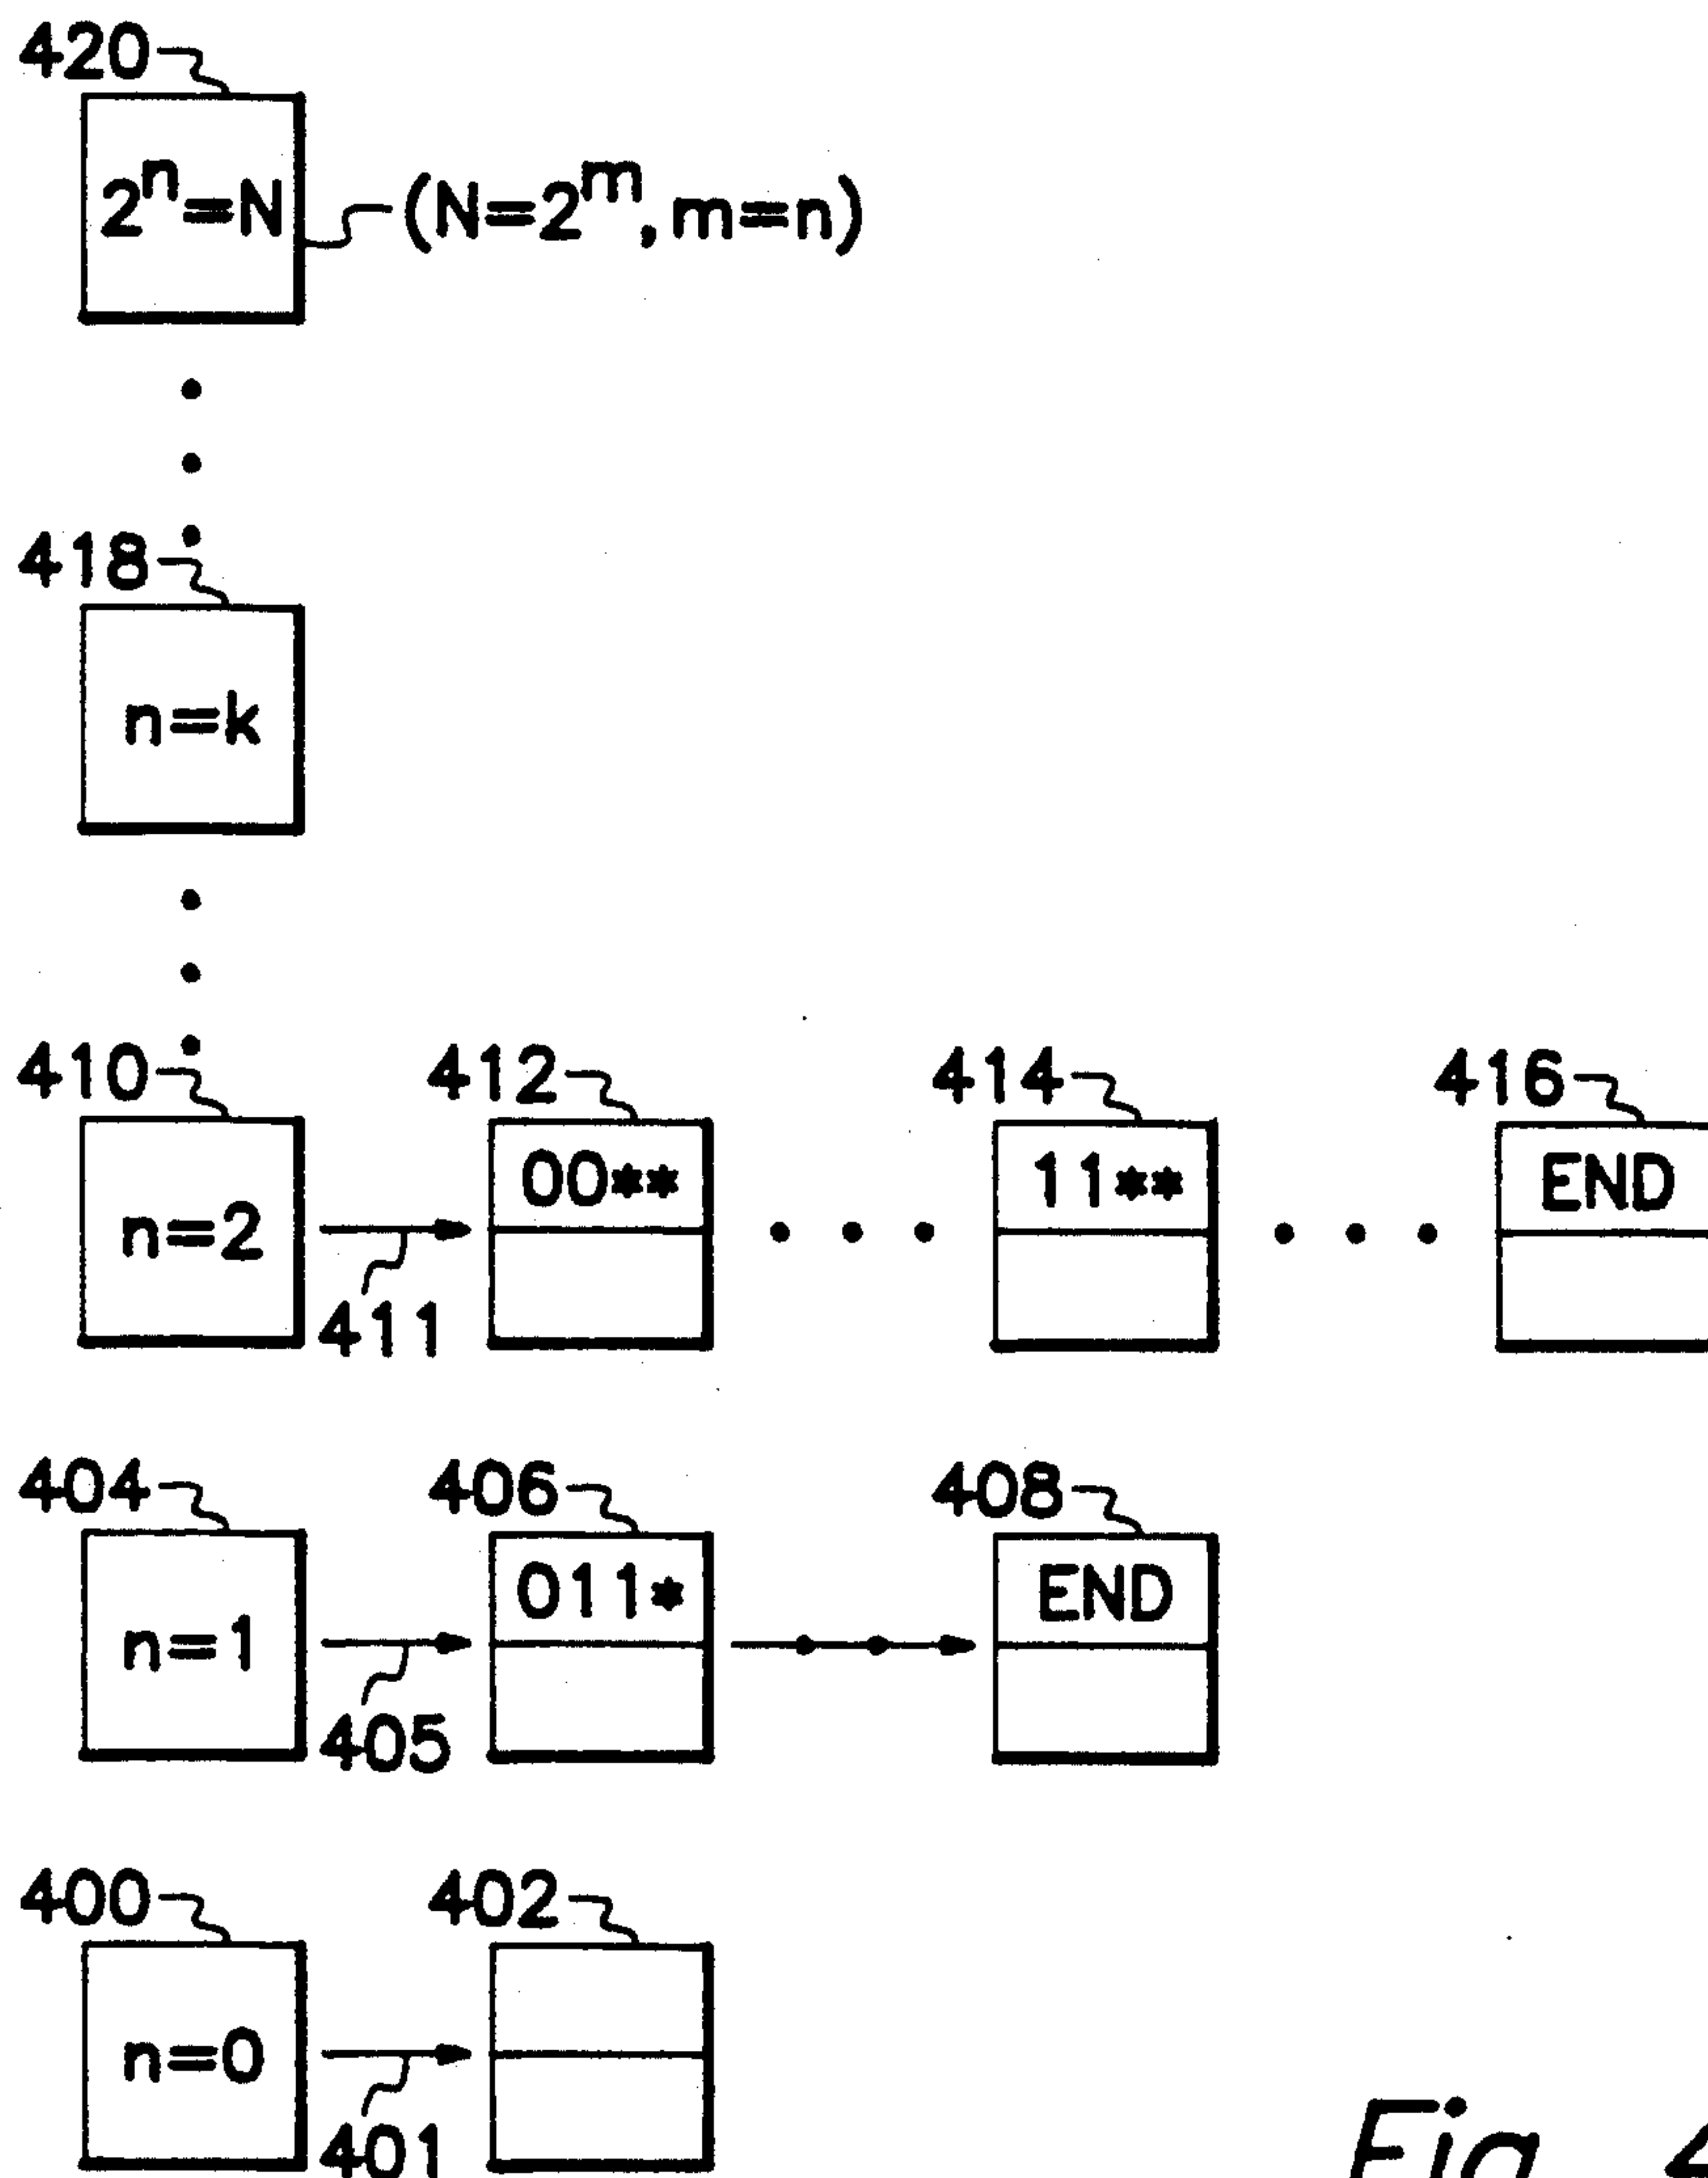 420
2ⁿ=N
(N=2ᵐ,m=n)
418
n=k
410 412 414 416
00** 11** END
n=2
411
404 406 408
011* END
n=1
405
400 402
n=0
401
Fig 4